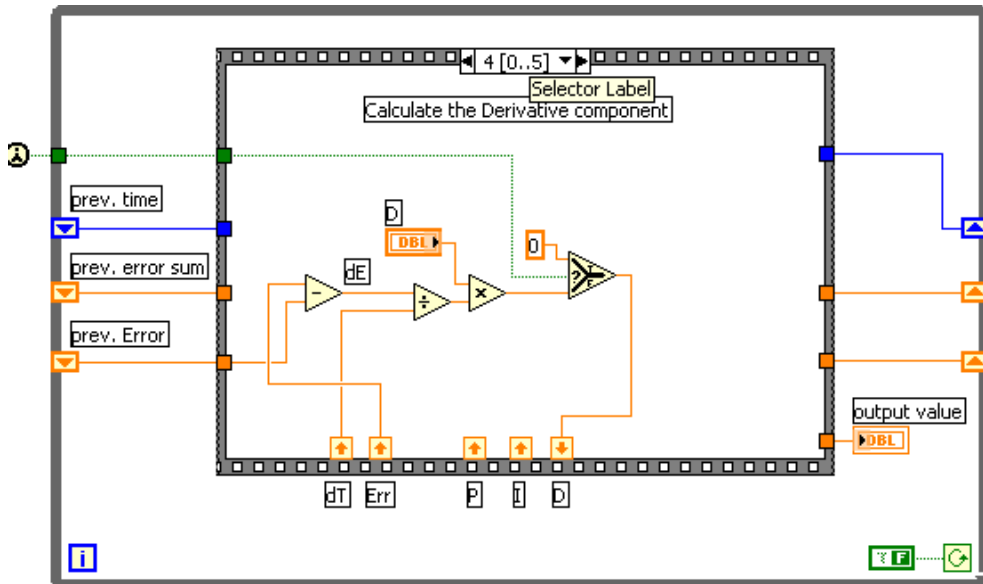 4 [0..5]
Selector Label
Calculate the Derivative component
prev. time
D
DBL
0
prev. error sum
dE
?
-
÷
x
prev. Error
output value
DBL
dT
Err
P
I
D
i
F